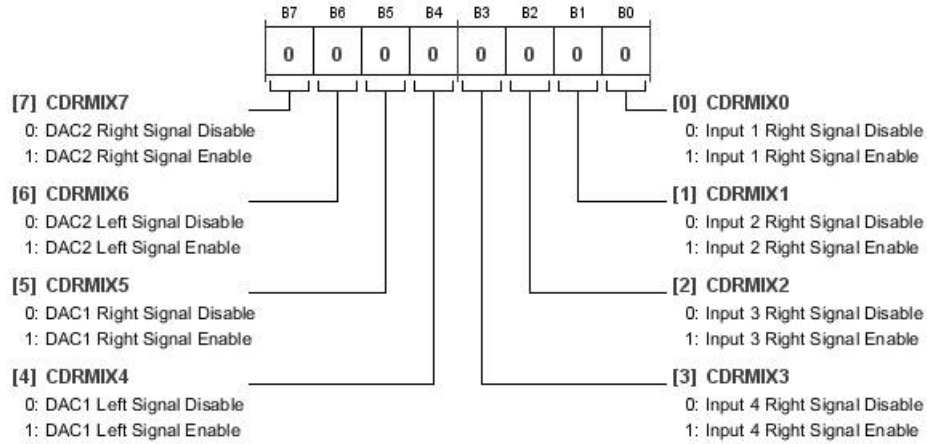 B7 B6 B5 B4 B3 B2 B1 B0
0 0 0 0 0 0 0 0
[7] CDRMIX7
0: DAC2 Right Signal Disable
1: DAC2 Right Signal Enable
[6] CDRMIX6
0: DAC2 Left Signal Disable
1: DAC2 Left Signal Enable
[5] CDRMIX5
0: DAC1 Right Signal Disable
1: DAC1 Right Signal Enable
[4] CDRMIX4
0: DAC1 Left Signal Disable
1: DAC1 Left Signal Enable
[0] CDRMIX0
0: Input 1 Right Signal Disable
1: Input 1 Right Signal Enable
[1] CDRMIX1
0: Input 2 Right Signal Disable
1: Input 2 Right Signal Enable
[2] CDRMIX2
0: Input 3 Right Signal Disable
1: Input 3 Right Signal Enable
[3] CDRMIX3
0: Input 4 Right Signal Disable
1: Input 4 Right Signal Enable